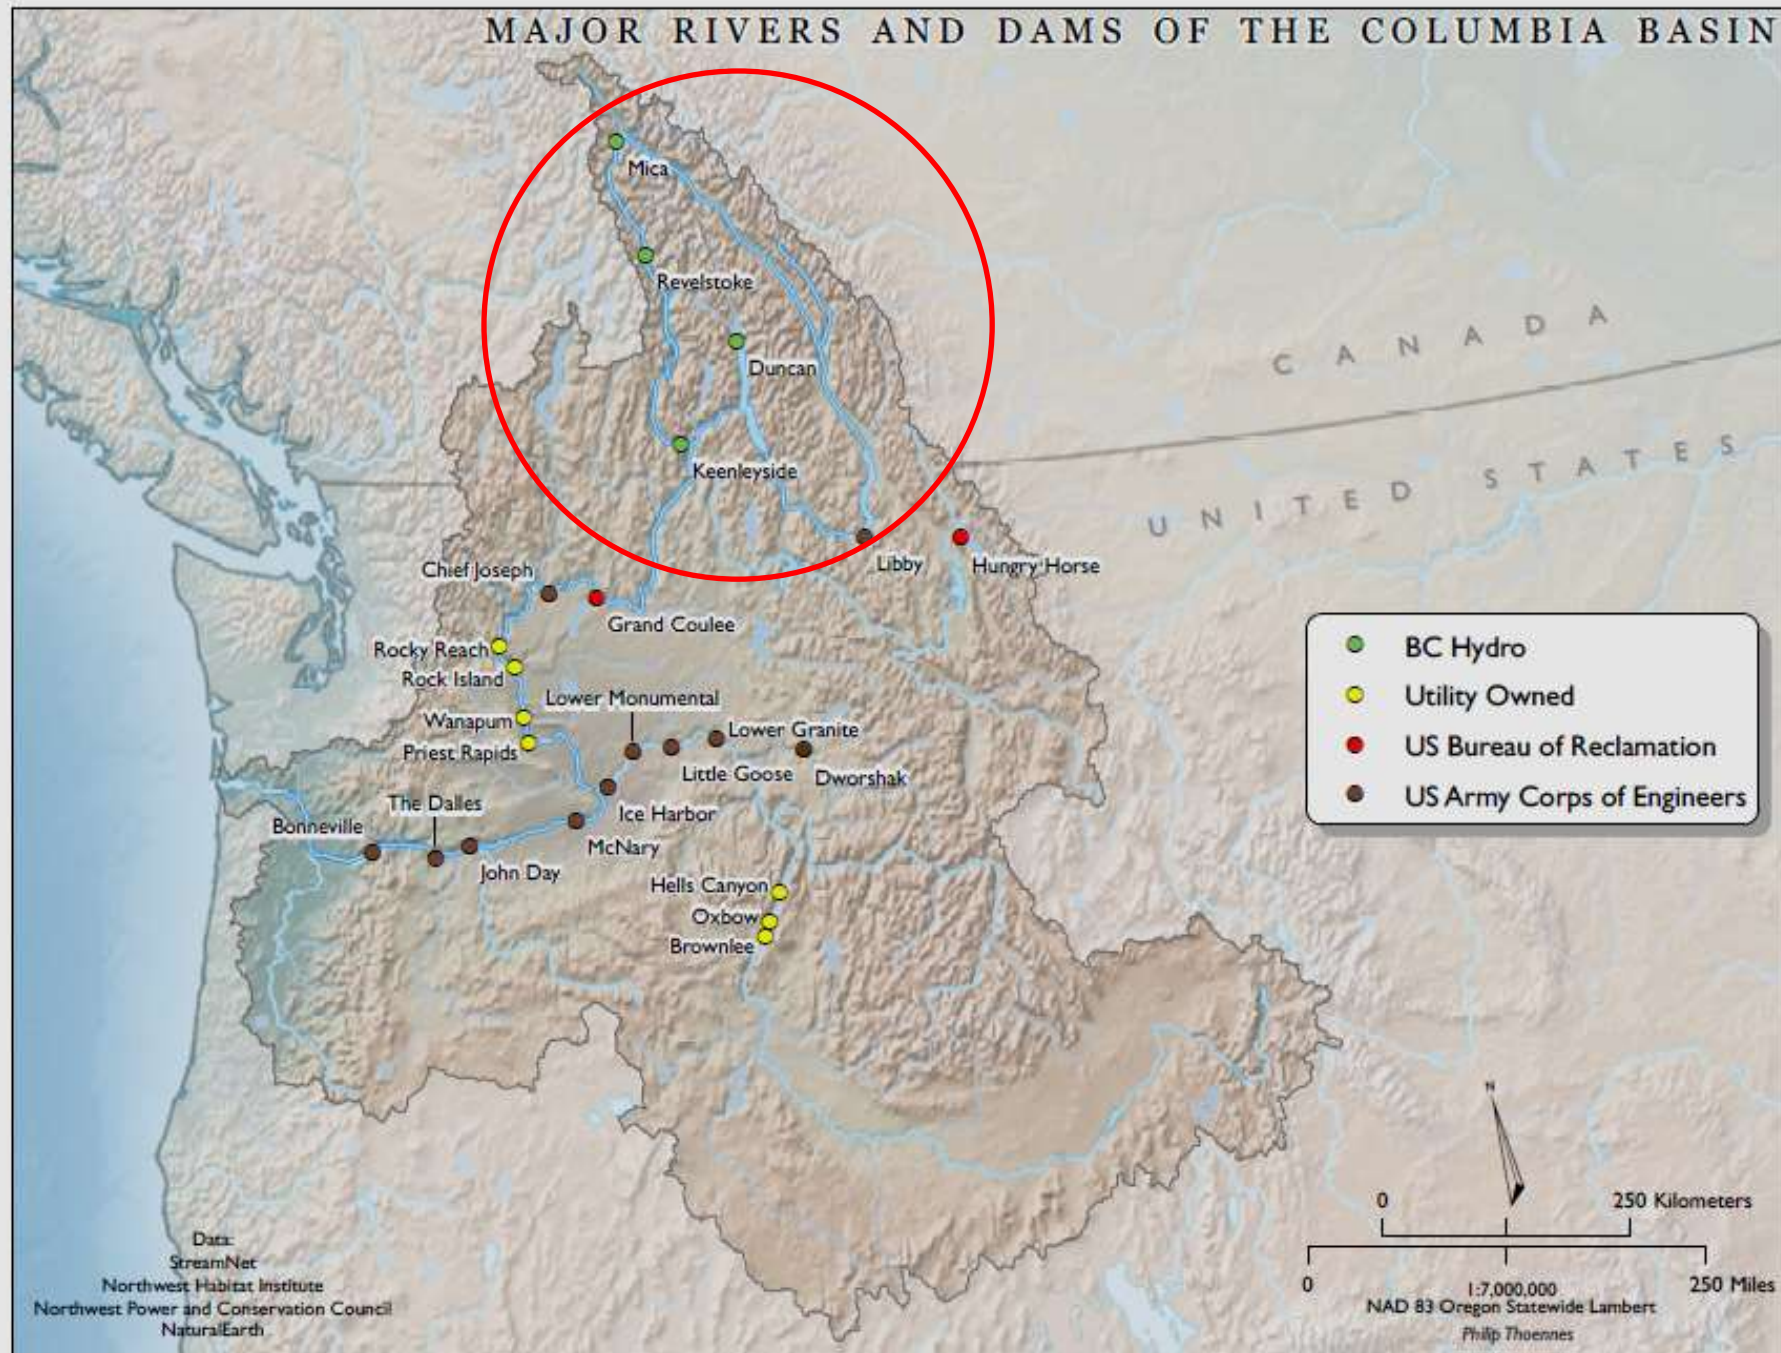 MAJOR RIVERS AND DAMS OF THE COLUMBIA BASIN
Mica
Revelstoke
CANADA
Duncan
UNITED STATES
Keenleyside
Chief Joseph
Libby
Hungry Horse
Grand Coulee
Rocky Reach
Rock Island
Lower Monumental
Wanapum
Lower Granite
Priest Rapids
Little Goose
Dworshak
The Dalles
Ice Harbor
Bonneville
McNary
John Day
Hells Canyon
Oxbow
Brownlee
BC Hydro
Utility Owned
US Bureau of Reclamation
US Army Corps of Engineers
N
0 250 Kilometers
0 250 Miles
1:7,000,000
NAD 83 Oregon Statewide Lambert
Philip Thoennes
Data:
StreamNet
Northwest Habitat Institute
Northwest Power and Conservation Council
NaturalEarth